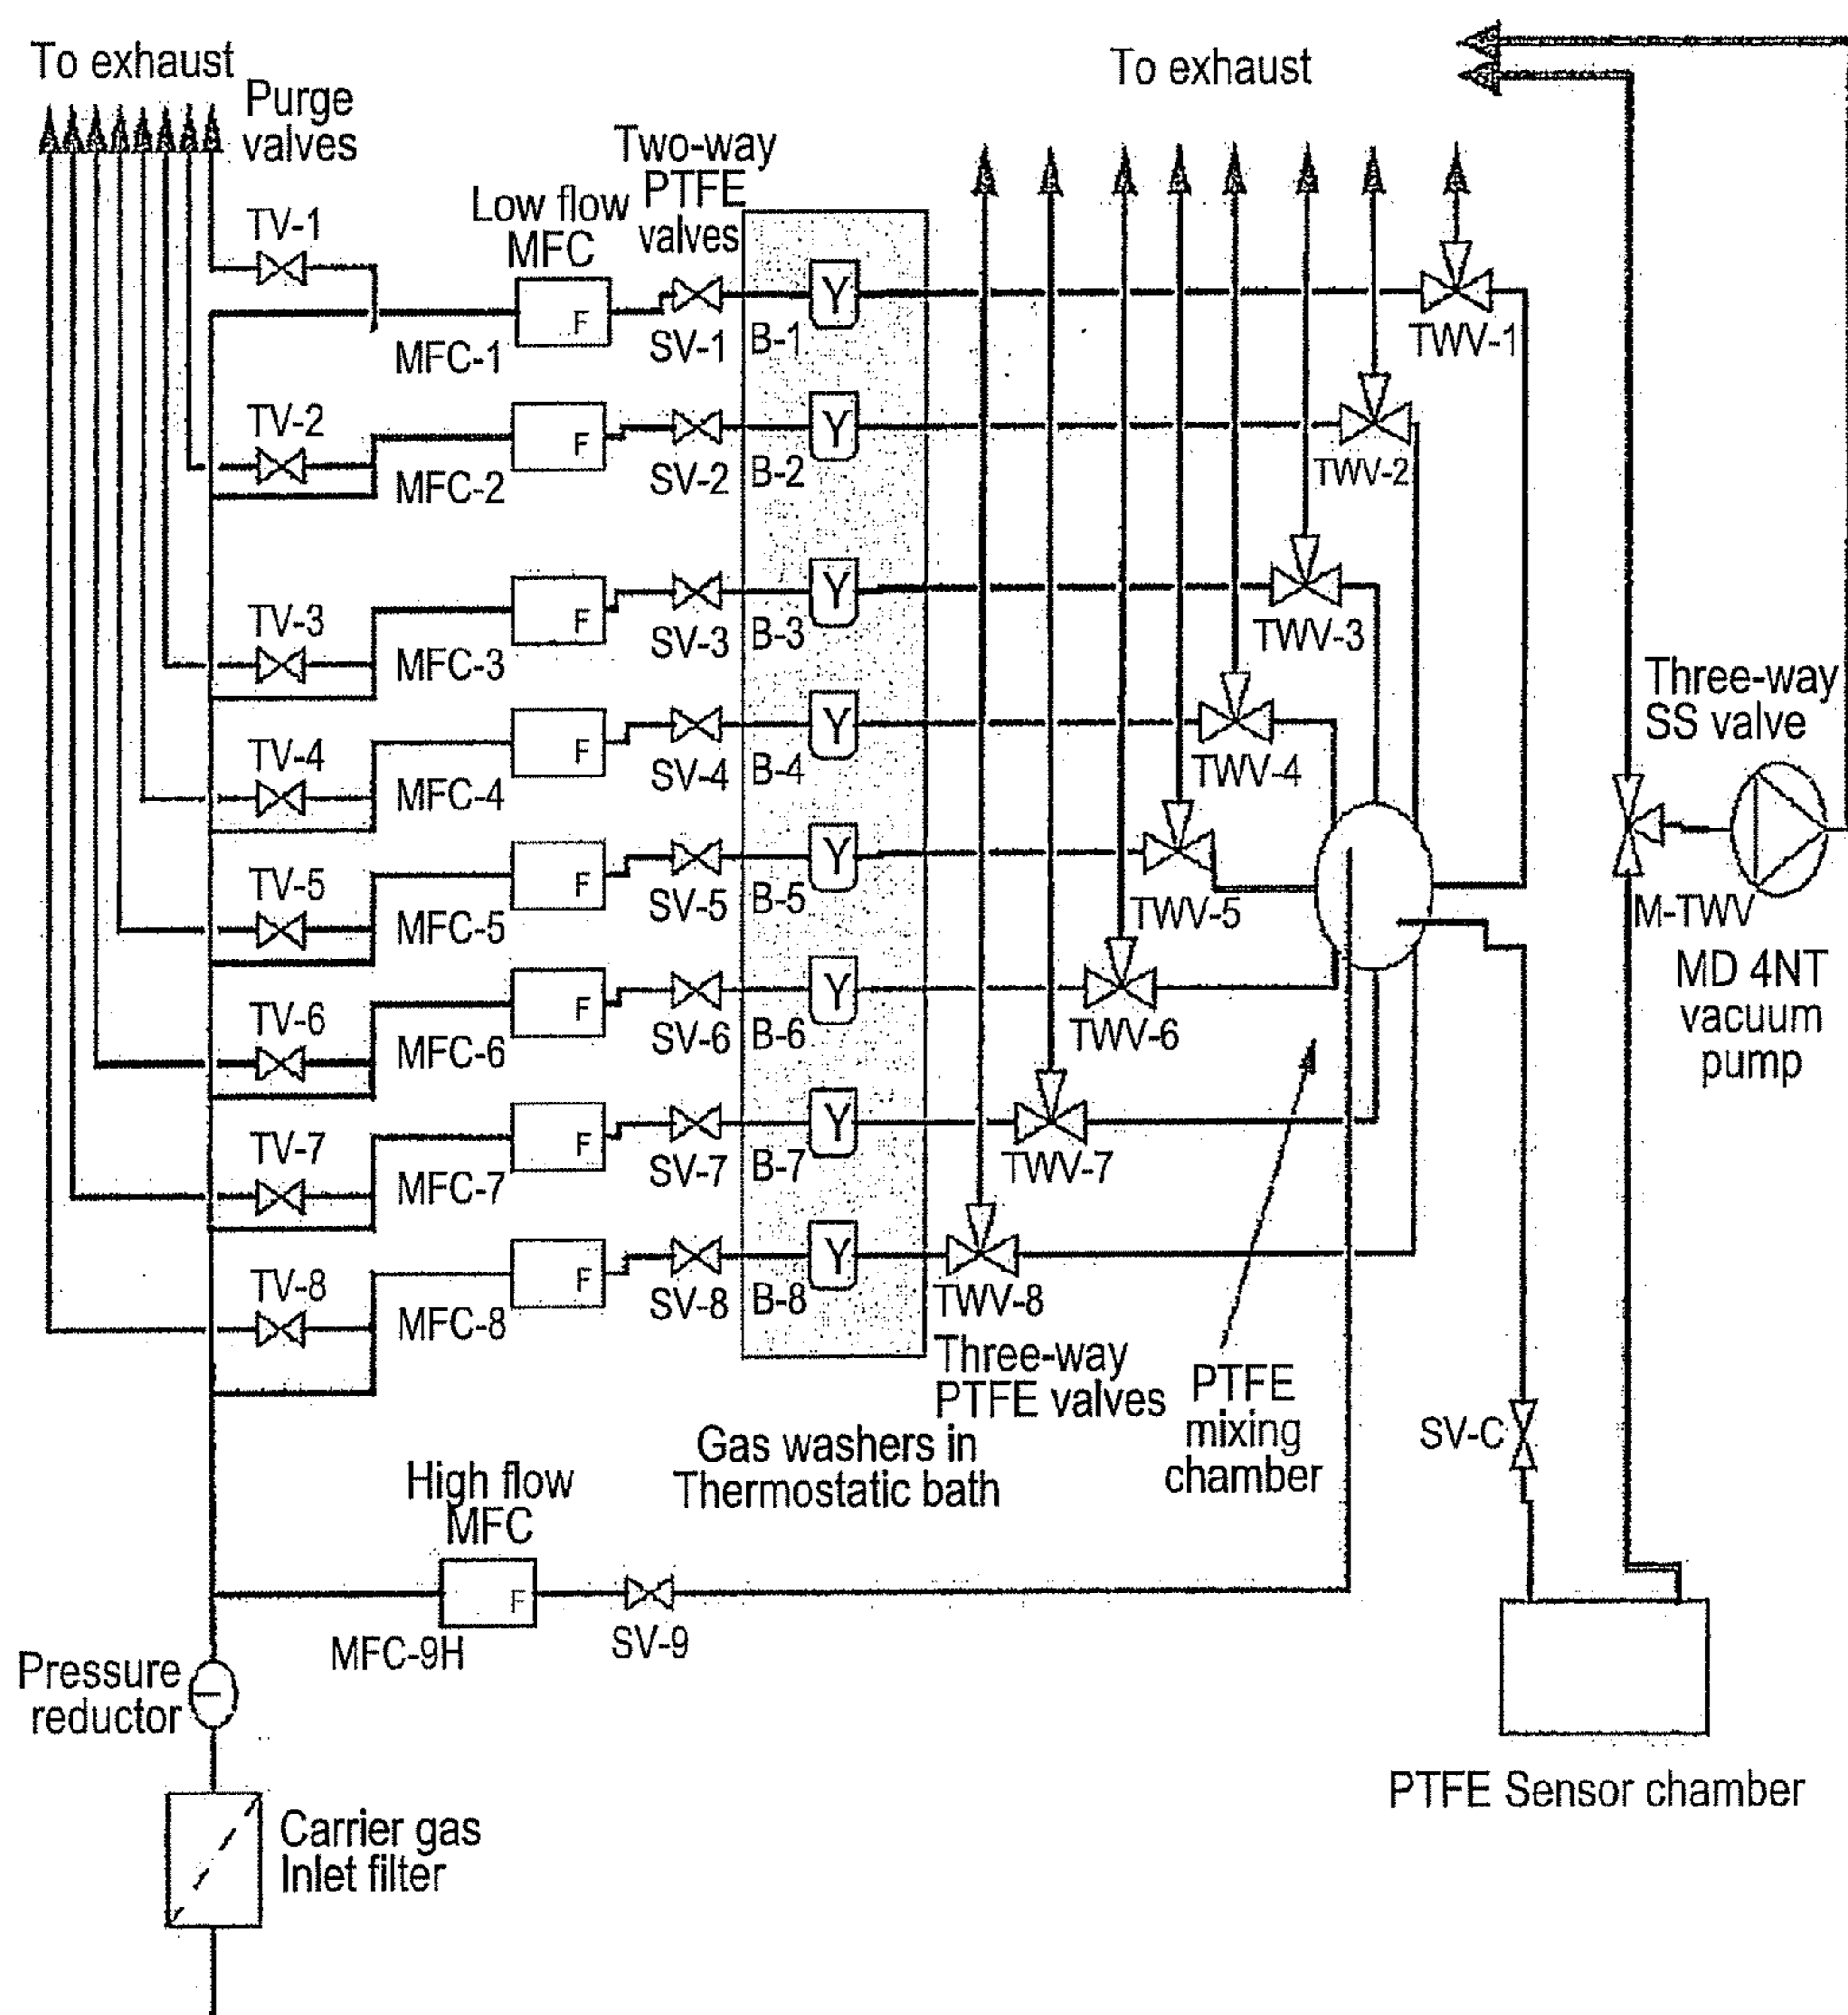 To exhaust
Purge
valves
To exhaust
Two-way
PTFE
valves
Low flow
MFC
TV-1
MFC-1
F
SV-1
B-1
Y
TWV-1
TV-2
MFC-2
F
SV-2
B-2
Y
TWV-2
TV-3
MFC-3
F
SV-3
B-3
Y
TWV-3
TV-4
MFC-4
F
SV-4
B-4
Y
TWV-4
Three-way
SS valve
TV-5
MFC-5
F
SV-5
B-5
Y
TWV-5
M-TWV
MD 4NT
vacuum
pump
TV-6
MFC-6
F
SV-6
B-6
Y
TWV-6
TV-7
MFC-7
F
SV-7
B-7
Y
TWV-7
TV-8
MFC-8
F
SV-8
B-8
Y
TWV-8
Three-way
PTFE valves
PTFE
mixing
chamber
Gas washers in
Thermostatic bath
SV-C
High flow
MFC
F
MFC-9H
SV-9
Pressure
reductor
PTFE Sensor chamber
Carrier gas
Inlet filter